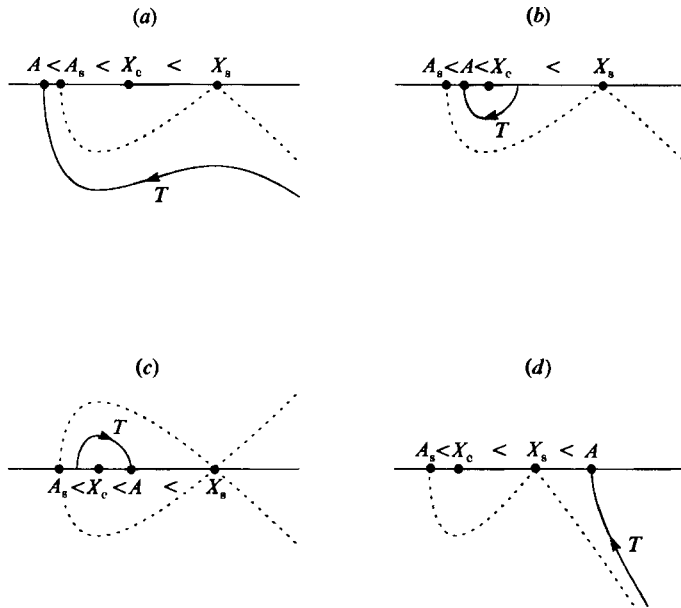 (a)
A < A_s < X_c < X_s
T
(b)
A_s < A < X_c < X_s
T
(c)
T
A_s < X_c < A < X_s
(d)
A_s < X_c < X_s < A
T